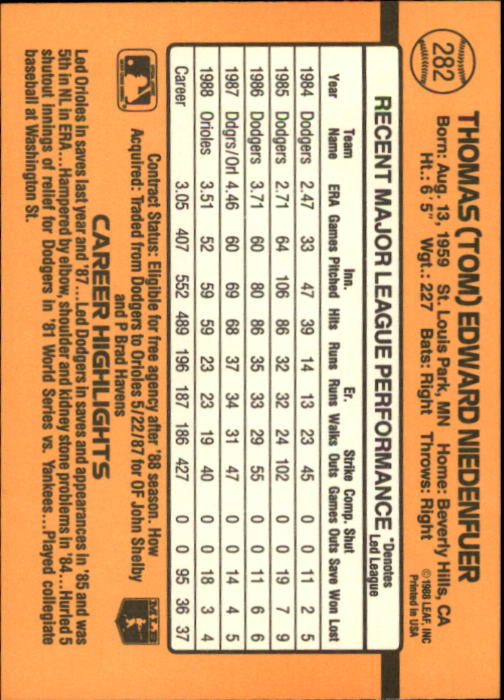 282
THOMAS (TOM) EDWARD NIEDENFUER
Born: Aug. 13, 1959 St. Louis Park, MN Home: Beverly Hills, CA
Ht.: 6'5" Wgt.: 227 Bats: Right Throws: Right
©1988 LEAF, INC
Printed in USA
RECENT MAJOR LEAGUE PERFORMANCE *Denotes Led League
Year Team Name ERA Games Inn. Pitched Hits Runs Er. Runs Walks Strike Outs Comp. Games Shut Outs Save Won Lost
1984 Dodgers 2.47 33 47 39 14 13 23 45 0 0 11 2 5
1985 Dodgers 2.71 64 106 86 32 32 24 102 0 0 19 7 9
1986 Dodgers 3.71 60 80 86 35 33 29 55 0 0 11 6 6
1987 Ddgrs/Orl 4.46 60 69 68 37 34 31 47 0 0 14 4 5
1988 Orioles 3.51 52 59 59 23 23 19 40 0 0 18 3 4
Career 3.05 407 552 489 196 187 186 427 0 0 95 36 37
Contract Status: Eligible for free agency after '88 season. How
Acquired: Traded from Dodgers to Orioles 5/22/87 for OF John Shelby
and P Brad Havens
MLB
CAREER HIGHLIGHTS
Led Orioles in saves last year and '87...Led Dodgers in saves and appearances in '85 and was
5th in NL in ERA...Hampered by elbow, shoulder and kidney stone problems in '84...Hurled 5
shutout innings of relief for Dodgers in '81 World Series vs. Yankees...Played collegiate
baseball at Washington St.